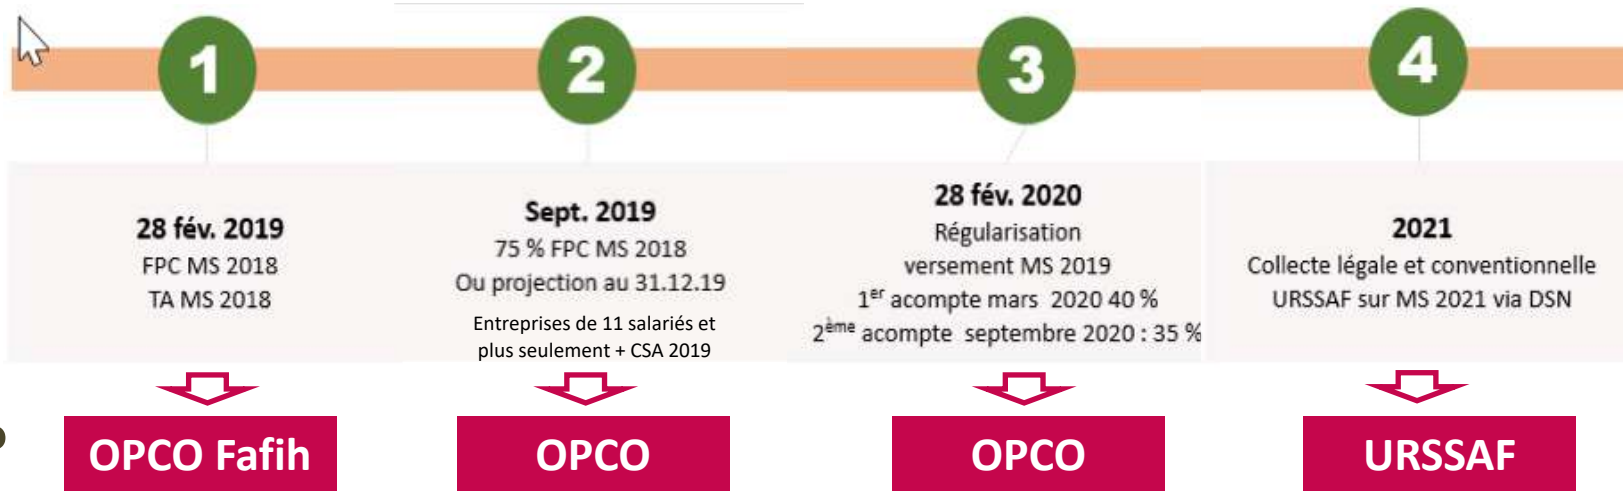 1
28 fév. 2019
FPC MS 2018
TA MS 2018
OPCO Fafih
2
Sept. 2019
75 % FPC MS 2018
Ou projection au 31.12.19
Entreprises de 11 salariés et
plus seulement + CSA 2019
OPCO
3
28 fév. 2020
Régularisation
versement MS 2019
1er acompte mars 2020 40 %
2ème acompte septembre 2020 : 35 %
OPCO
4
2021
Collecte légale et conventionnelle
URSSAF sur MS 2021 via DSN
URSSAF